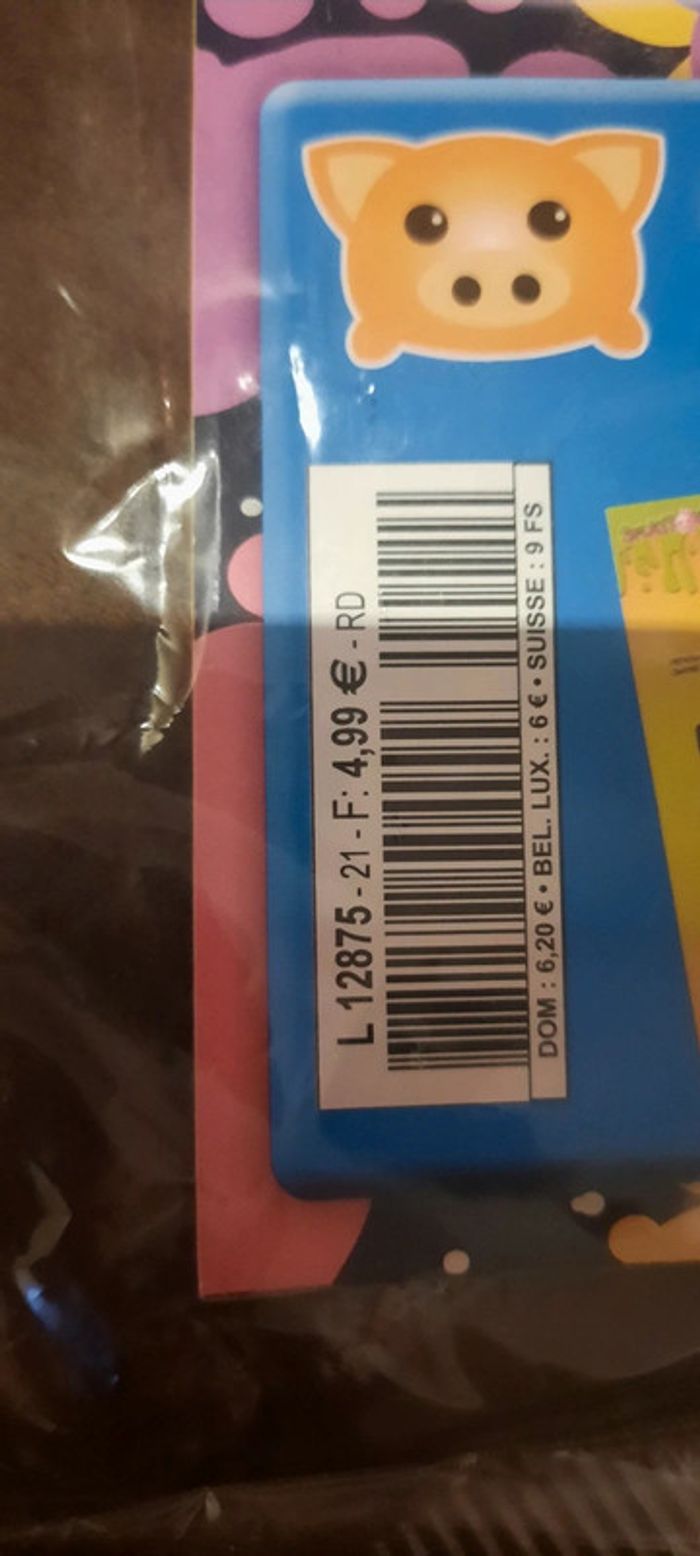 L 12875 - 21 - F: 4,99 € - RD
DOM : 6,20 € • BEL. LUX. : 6 € • SUISSE : 9 FS